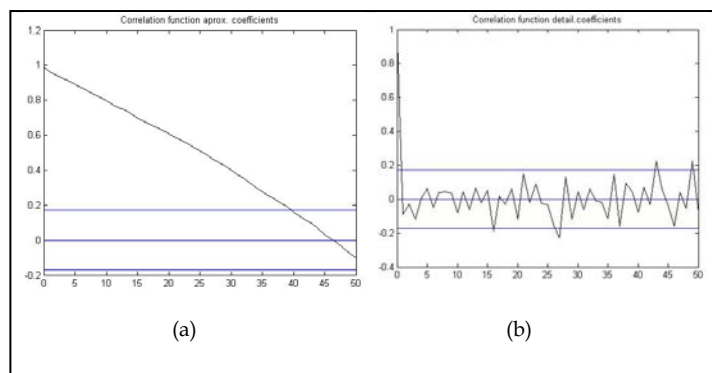 Correlation function aprox. coefficients
1.2
1
0.8
0.6
0.4
0.2
0
-0.2
0 5 10 15 20 25 30 35 40 45 50
(a)
Correlation function detail.coefficients
1
0.8
0.6
0.4
0.2
0
-0.2
-0.4
0 5 10 15 20 25 30 35 40 45 50
(b)